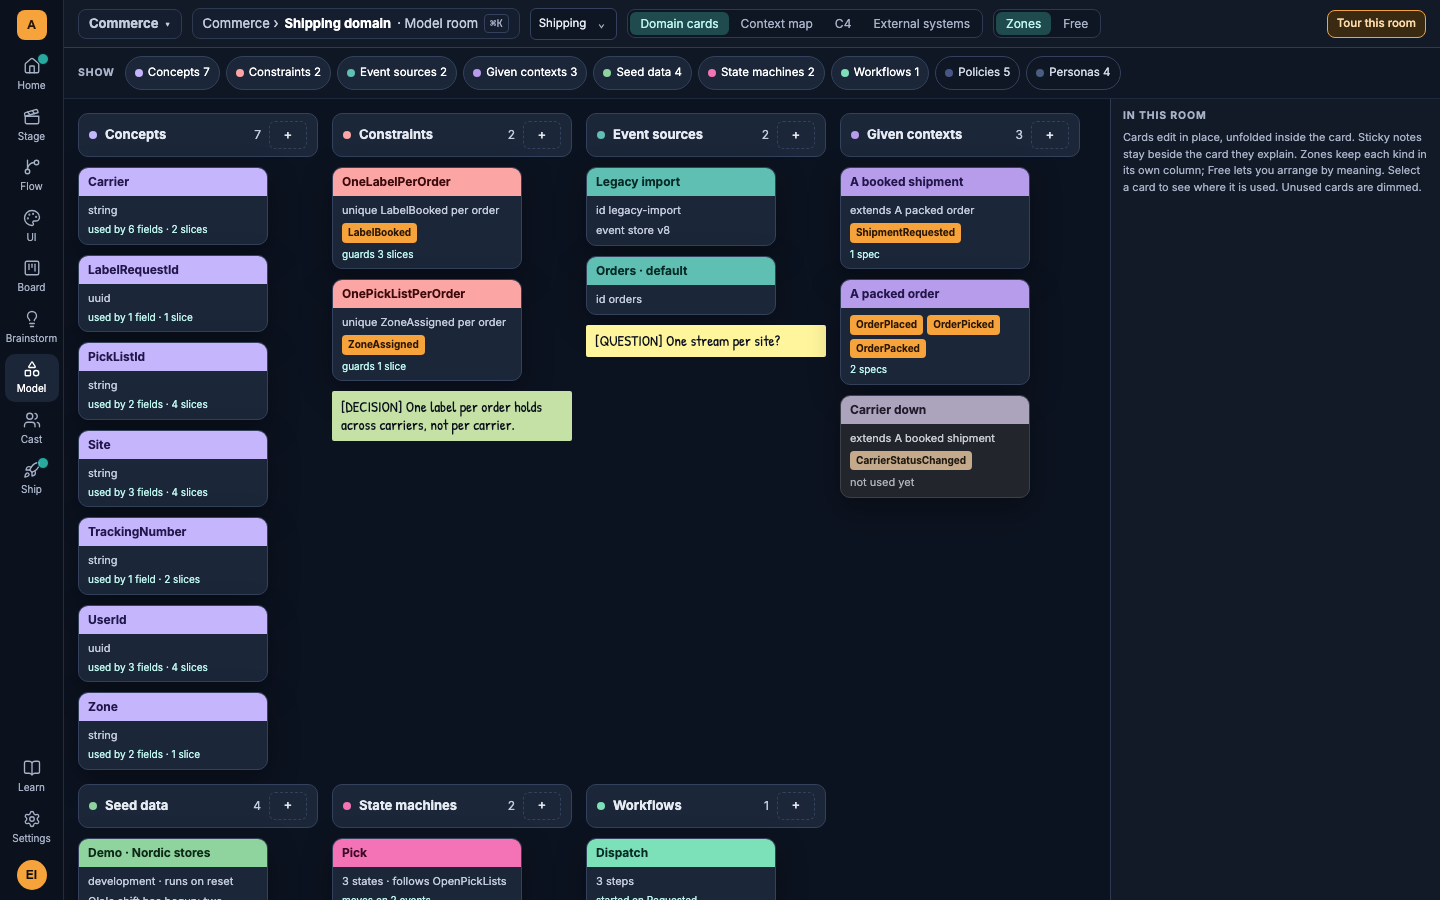 A
Commerce ▾
Commerce › Shipping domain · Model room ⌘K
Shipping
Domain cards
Context map
C4
External systems
Zones
Free
Tour this room
Home
Stage
Flow
UI
Board
Brainstorm
Model
Cast
Ship
Learn
Settings
EI
SHOW
Concepts 7
Constraints 2
Event sources 2
Given contexts 3
Seed data 4
State machines 2
Workflows 1
Policies 5
Personas 4
Concepts 7 +
Carrier
string
used by 6 fields · 2 slices
LabelRequestId
uuid
used by 1 field · 1 slice
PickListId
string
used by 2 fields · 4 slices
Site
string
used by 3 fields · 4 slices
TrackingNumber
string
used by 1 field · 2 slices
UserId
uuid
used by 3 fields · 4 slices
Zone
string
used by 2 fields · 1 slice
Constraints 2 +
OneLabelPerOrder
unique LabelBooked per order
LabelBooked
guards 3 slices
OnePickListPerOrder
unique ZoneAssigned per order
ZoneAssigned
guards 1 slice
[DECISION] One label per order holds
across carriers, not per carrier.
Event sources 2 +
Legacy import
id legacy-import
event store v8
Orders · default
id orders
[QUESTION] One stream per site?
Given contexts 3 +
A booked shipment
extends A packed order
ShipmentRequested
1 spec
A packed order
OrderPlaced OrderPicked
OrderPacked
2 specs
Carrier down
extends A booked shipment
CarrierStatusChanged
not used yet
Seed data 4 +
Demo · Nordic stores
development · runs on reset
State machines 2 +
Pick
3 states · follows OpenPickLists
moves on 2 events
Workflows 1 +
Dispatch
3 steps
started on Requested
IN THIS ROOM
Cards edit in place, unfolded inside the card. Sticky notes
stay beside the card they explain. Zones keep each kind in
its own column; Free lets you arrange by meaning. Select
a card to see where it is used. Unused cards are dimmed.